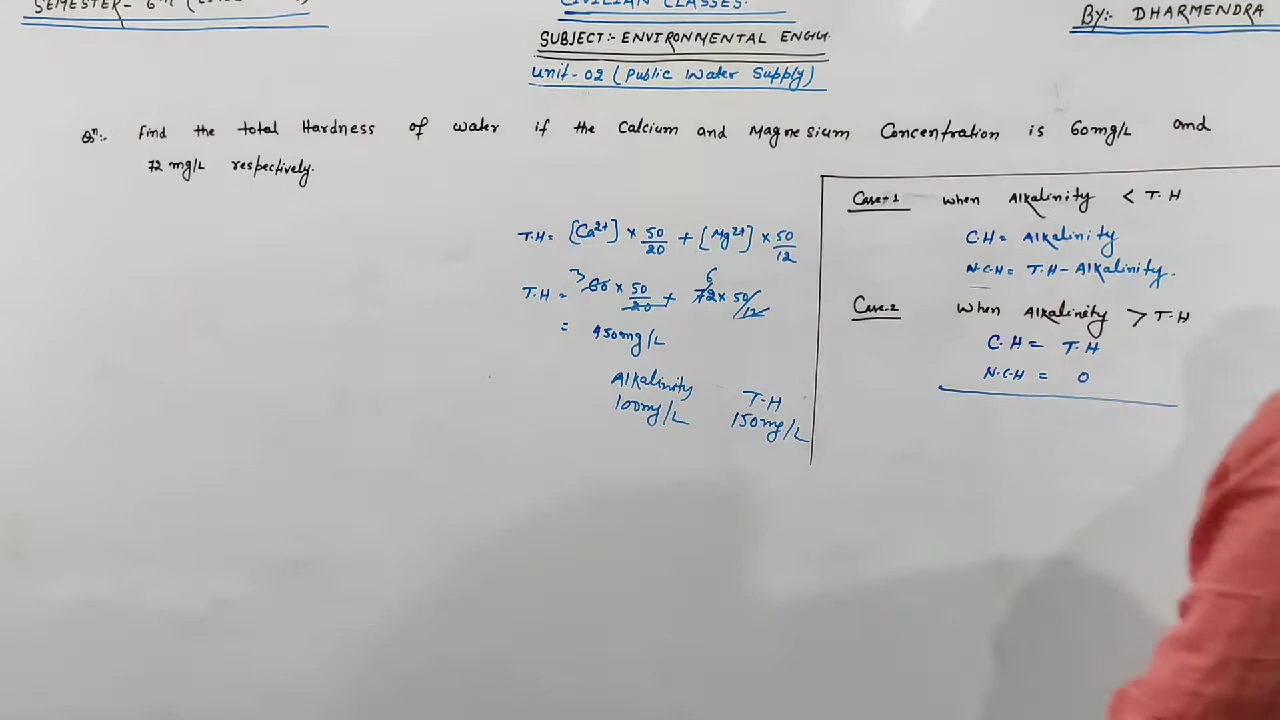 SEMESTER- 6
CIVILIAN CLASSES.
BY:- DHARMENDRA
SUBJECT:- ENVIRONMENTAL ENGG.
Unit-02 (Public Water Supply)
Qⁿ:- Find the total Hardness of water if the Calcium and Magnesium Concentration is 60mg/L and
72 mg/L respectively.
T.H = [Ca²⁺] × 50/20 + [Mg²⁺] × 50/12
T.H = 3 60 × 50/20 + 6 72 × 50/12
= 450mg/L
Alkalinity T.H
100mg/L 150mg/L
Case-1 when Alkalinity < T.H
C.H = Alkalinity
N.C.H = T.H - Alkalinity.
Case.2 When Alkalinity > T.H
C.H = T.H
N.C.H = 0